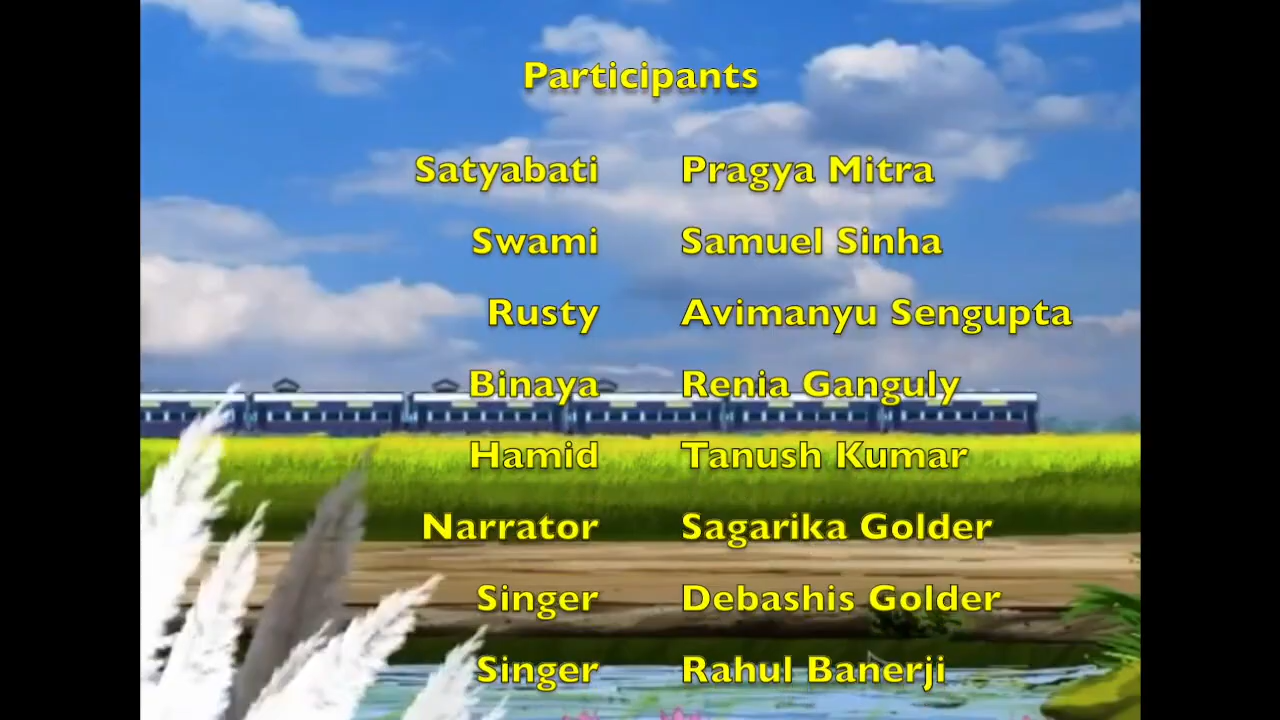 Participants
Satyabati Pragya Mitra
Swami Samuel Sinha
Rusty Avimanyu Sengupta
Binaya Renia Ganguly
Hamid Tanush Kumar
Narrator Sagarika Golder
Singer Debashis Golder
Singer Rahul Banerji